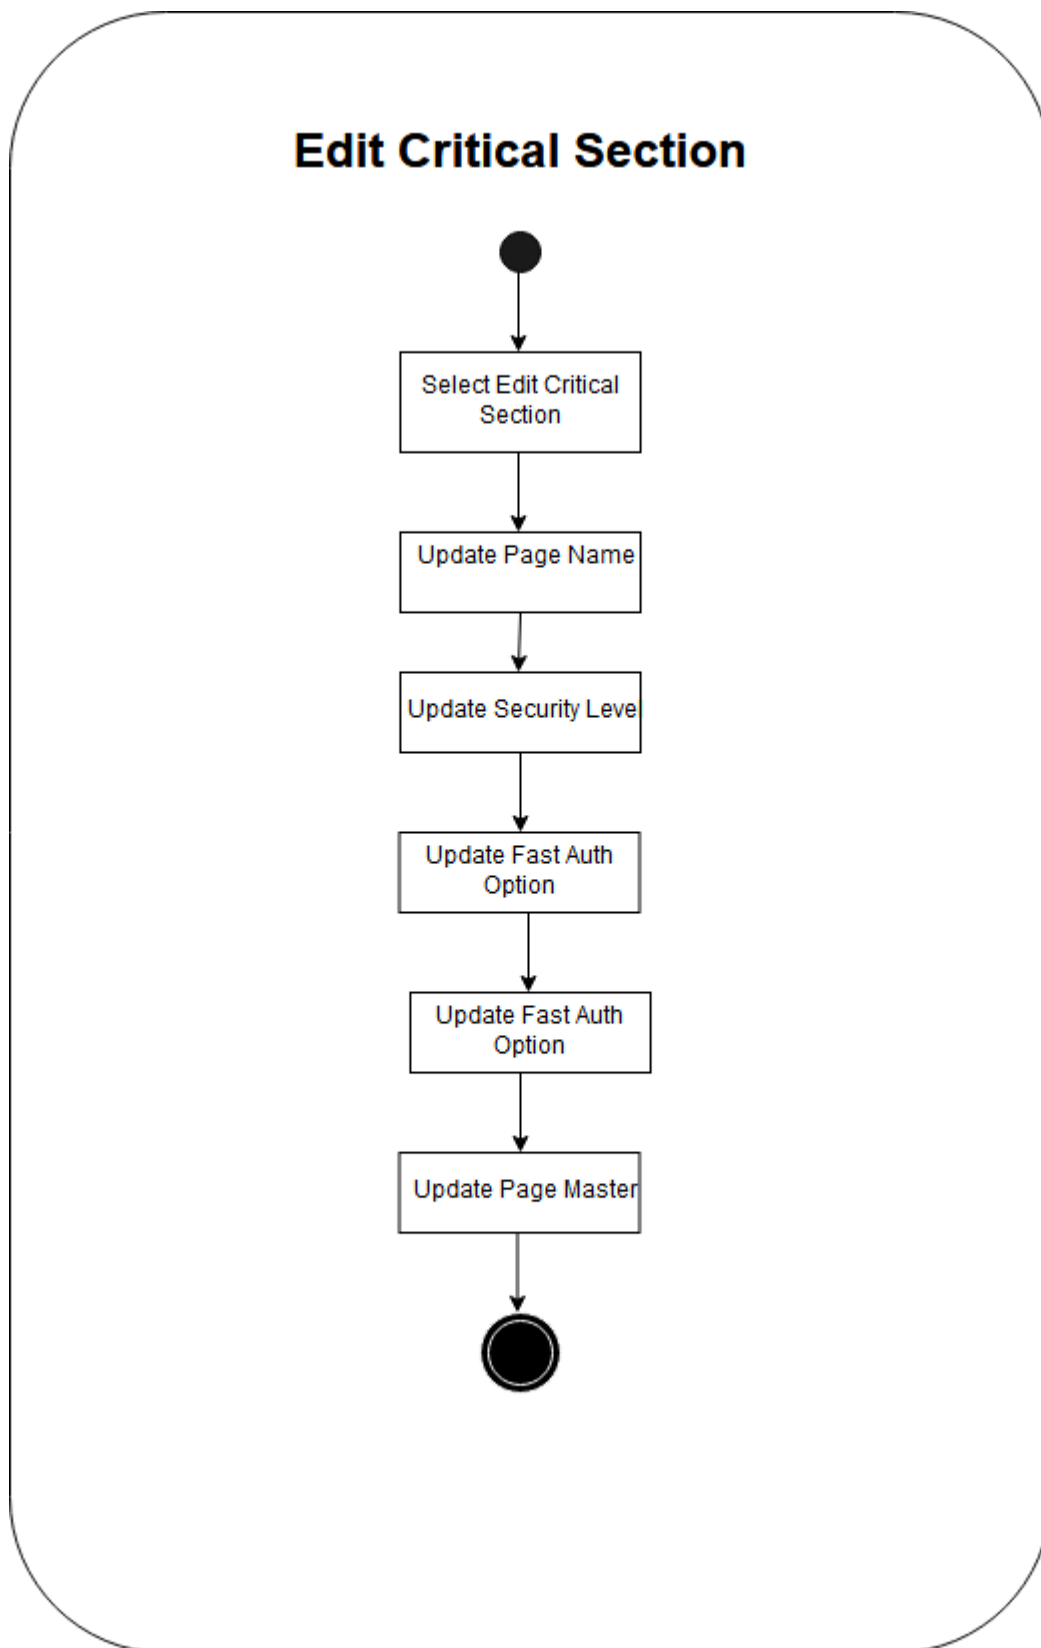 Edit Critical Section
Select Edit Critical
Section
Update Page Name
Update Security Level
Update Fast Auth
Option
Update Fast Auth
Option
Update Page Master